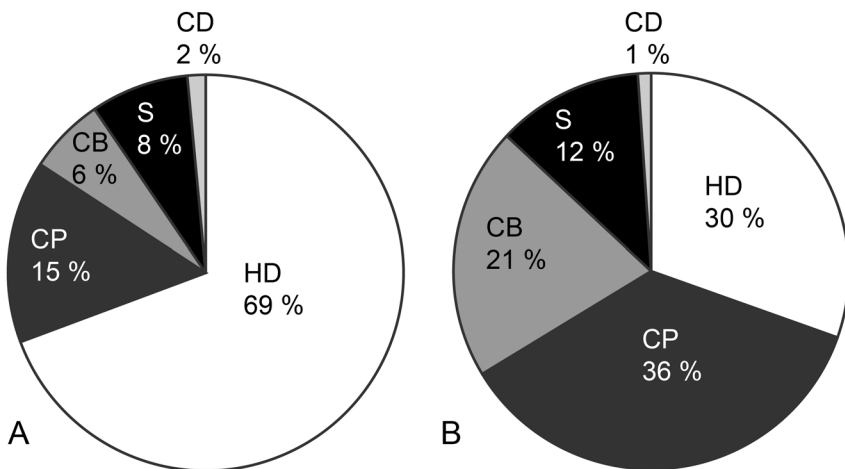 CD
2 %
S
8 %
CB
6 %
CP
15 %
HD
69 %
A
CD
1 %
S
12 %
HD
30 %
CB
21 %
CP
36 %
B